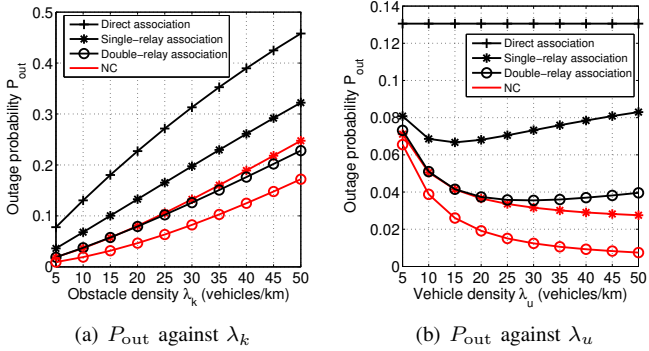 Outage probability P_out
0.5
0.4
0.3
0.2
0.1
0
5 10 15 20 25 30 35 40 45 50
Obstacle density λ_k (vehicles/km)
Direct association
Single−relay association
Double−relay association
NC
(a) P_out against λ_k
Outage probability P_out
0.14
0.12
0.1
0.08
0.06
0.04
0.02
0
5 10 15 20 25 30 35 40 45 50
Vehicle density λ_u (vehicles/km)
Direct association
Single−relay association
Double−relay association
NC
(b) P_out against λ_u